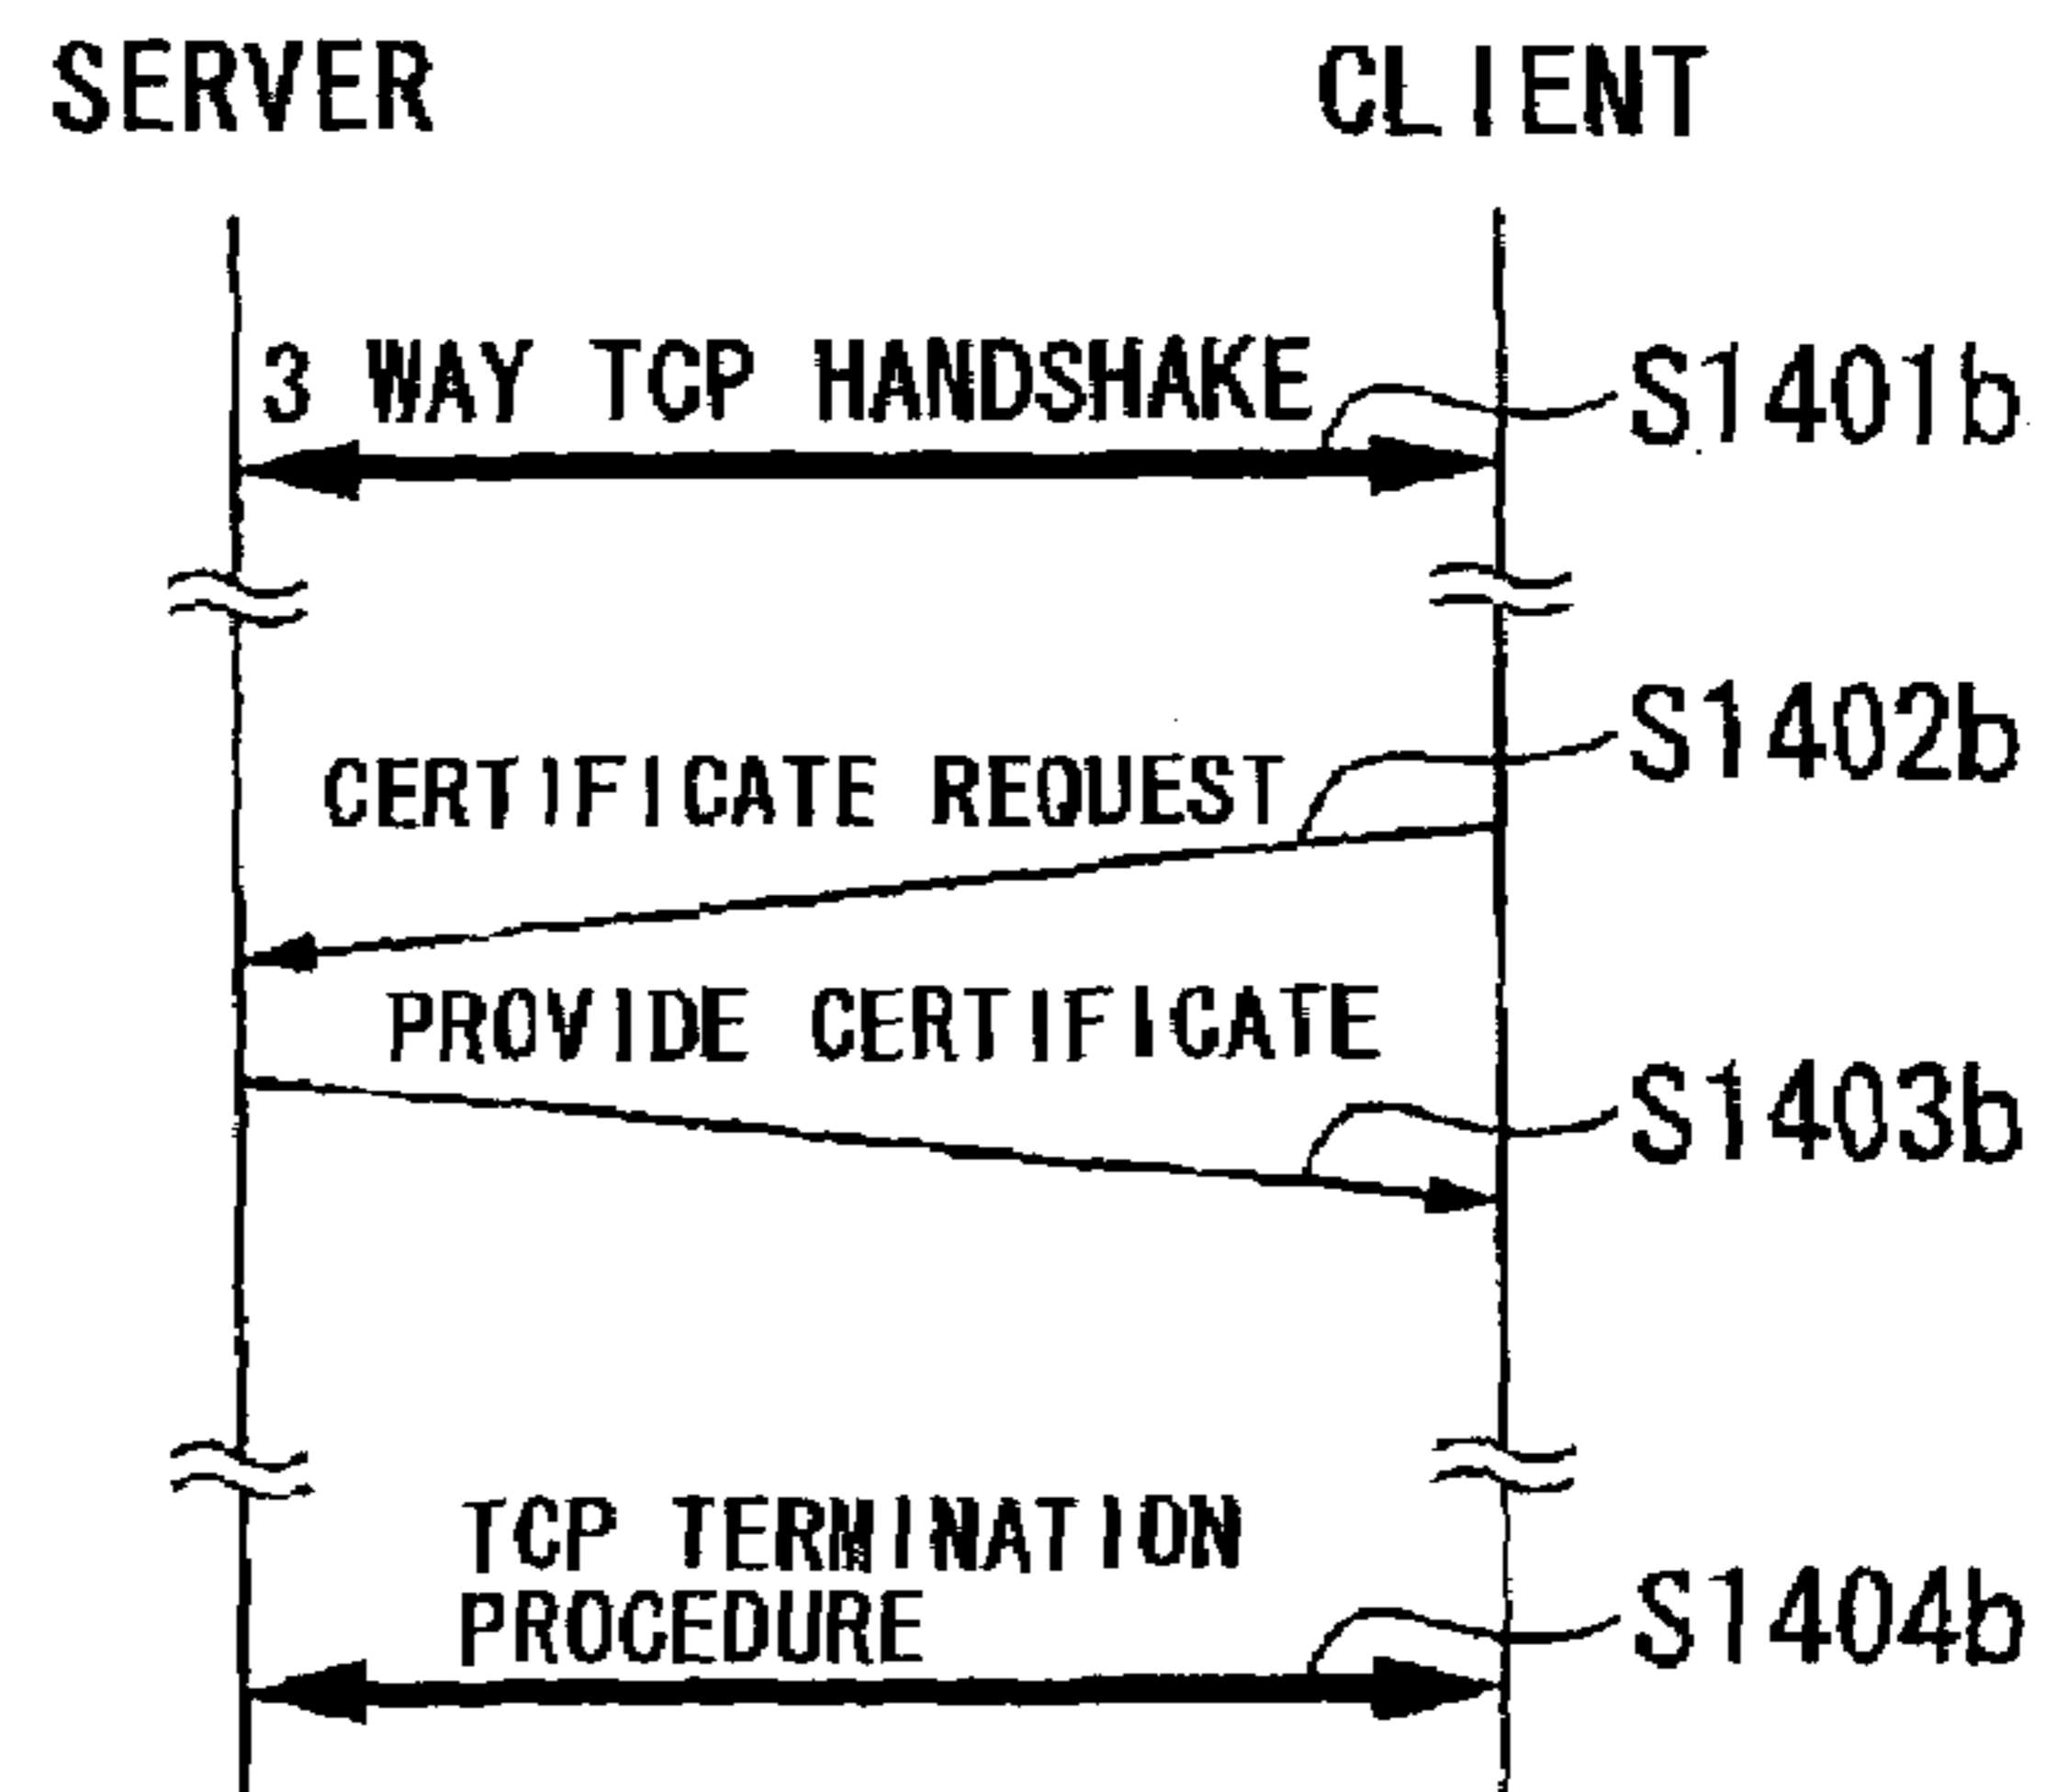 SERVER
CLIENT
3 WAY TCP HANDSHAKE
S1401b
S1402b
CERTIFICATE REQUEST
PROVIDE CERTIFICATE
S1403b
TCP TERMINATION
PROCEDURE
S1404b